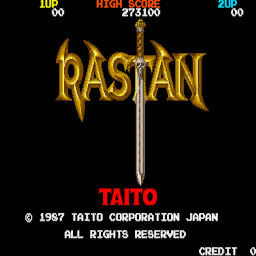 1UP HIGH SCORE 2UP
00 273100 00
RASTAN
TAITO
© 1987 TAITO CORPORATION JAPAN
ALL RIGHTS RESERVED
CREDIT 0